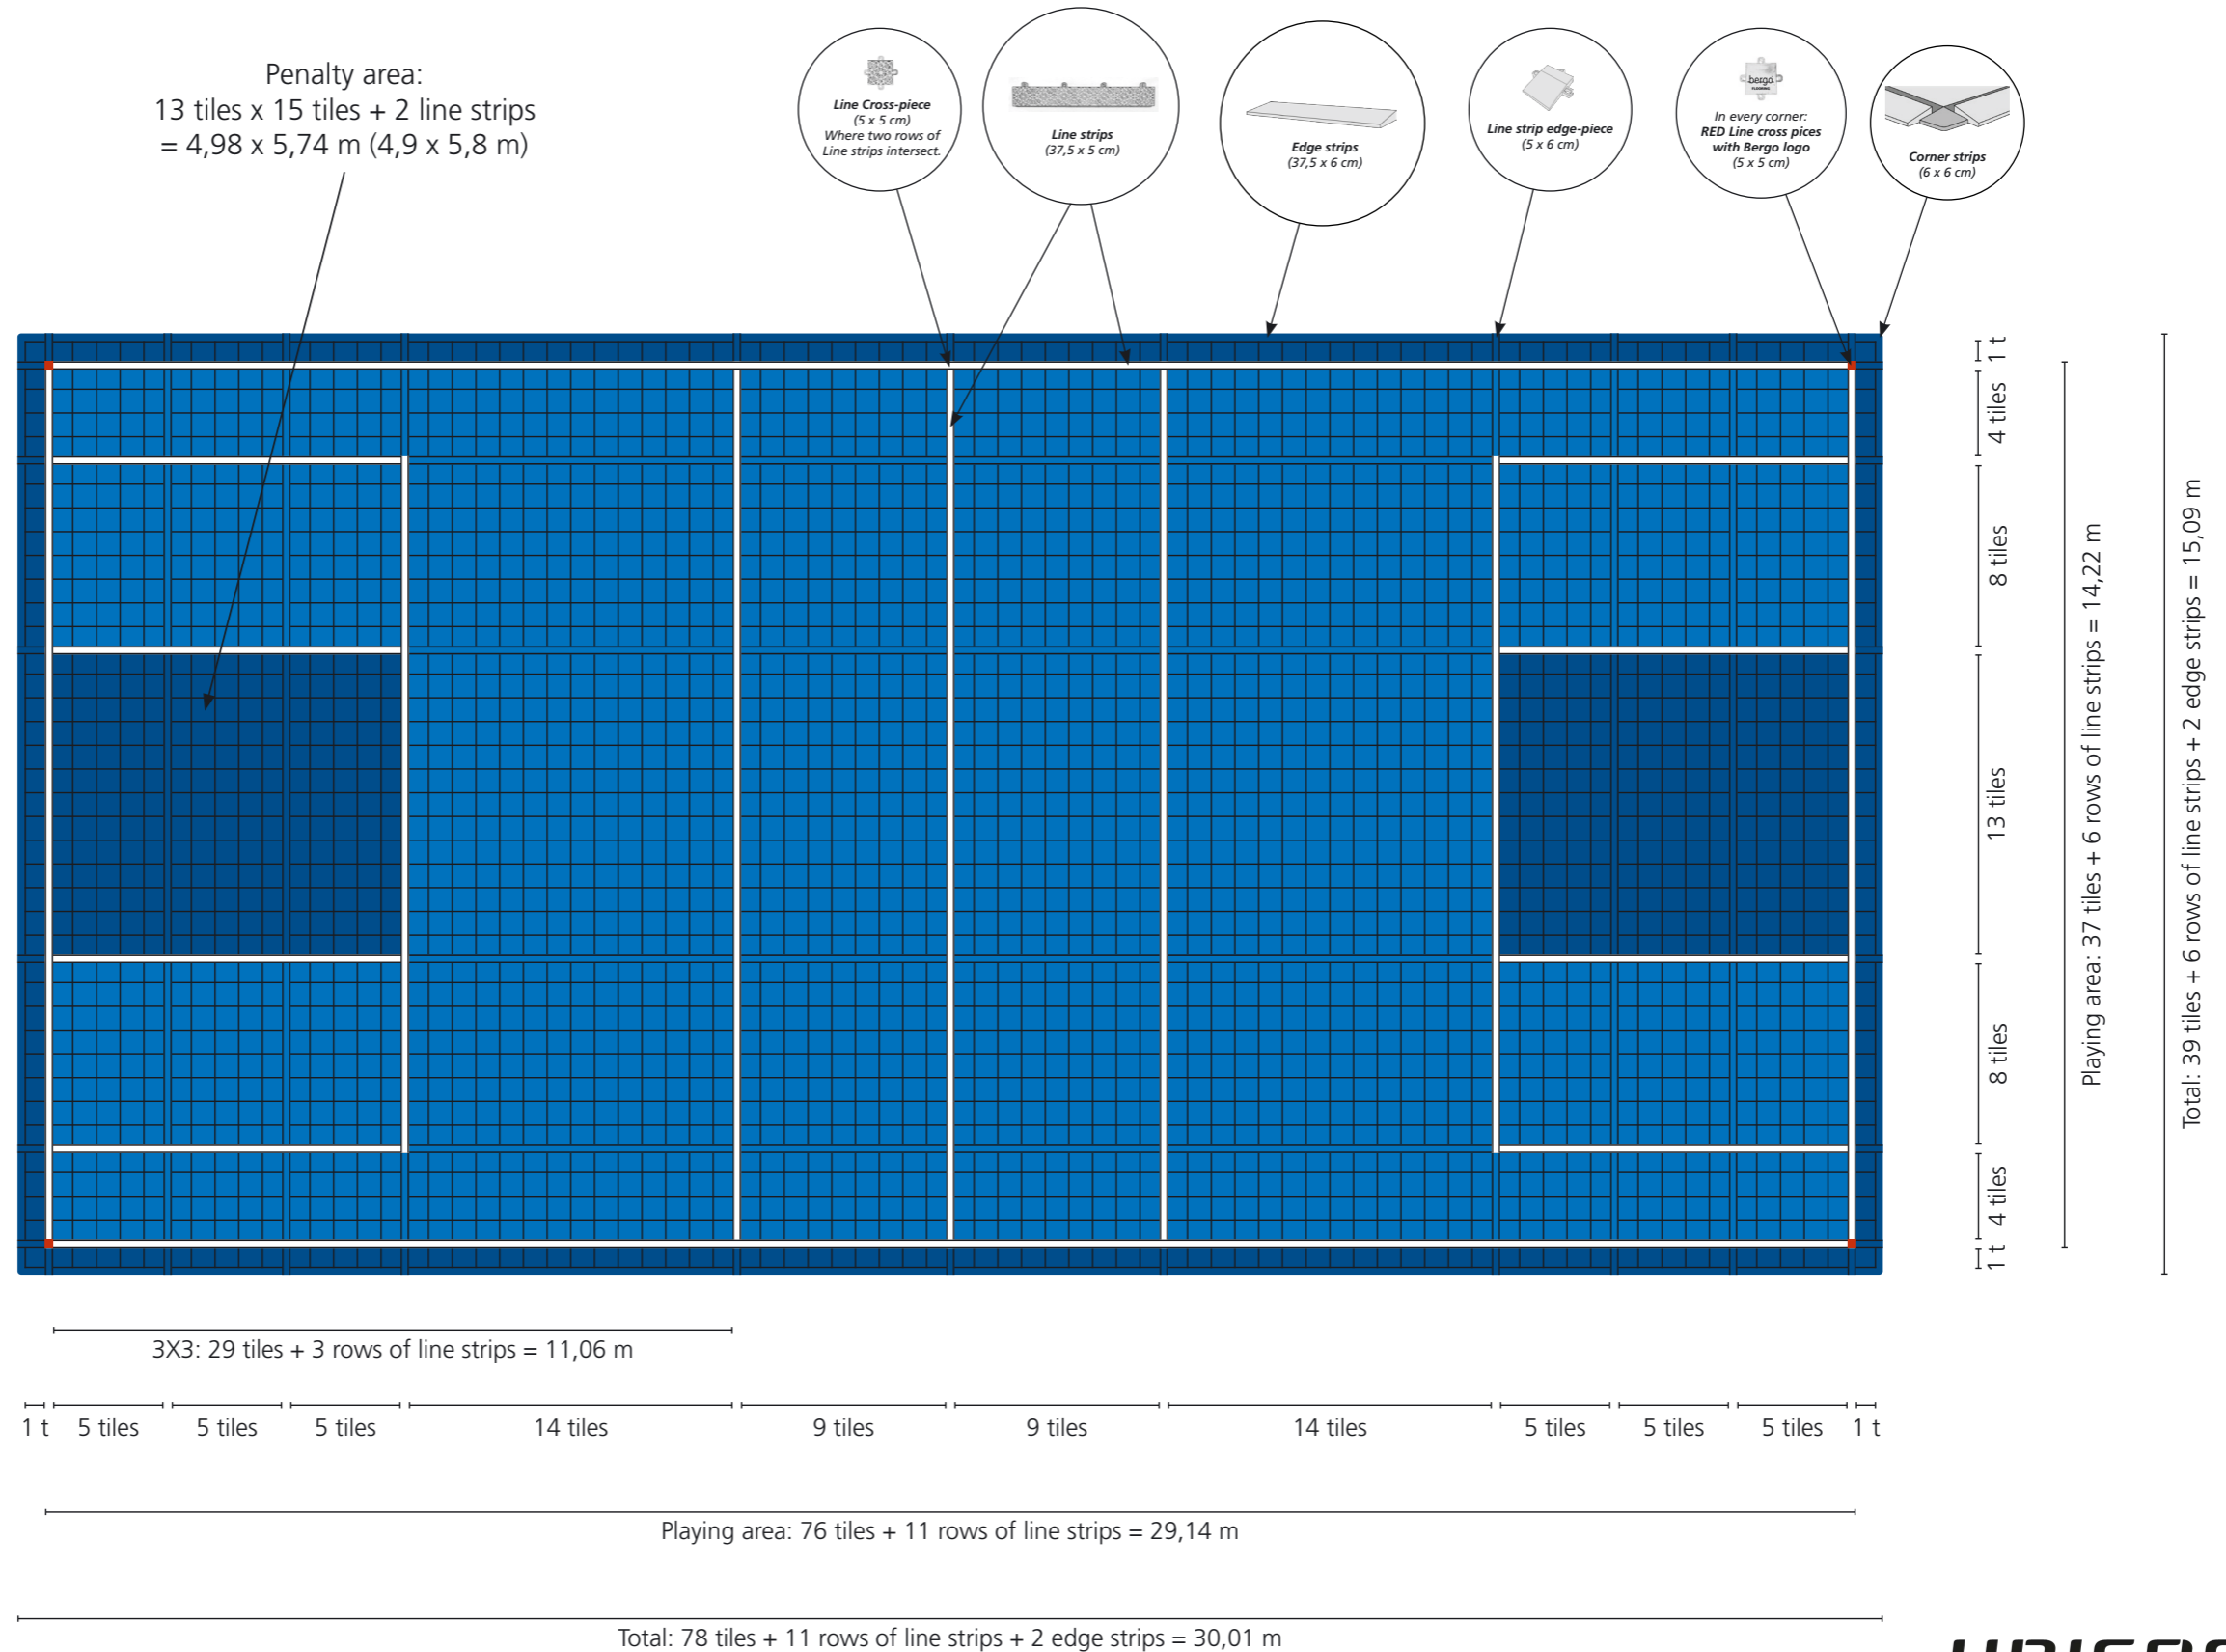 Penalty area:
13 tiles x 15 tiles + 2 line strips
= 4,98 x 5,74 m (4,9 x 5,8 m)
Line Cross-piece
(5 x 5 cm)
Where two rows of
Line strips intersect.
Line strips
(37,5 x 5 cm)
Edge strips
(37,5 x 6 cm)
Line strip edge-piece
(5 x 6 cm)
bergo
FLOORING
In every corner:
RED Line cross pices
with Bergo logo
(5 x 5 cm)
Corner strips
(6 x 6 cm)
1 t
4 tiles
8 tiles
13 tiles
8 tiles
4 tiles
1 t
Playing area: 37 tiles + 6 rows of line strips = 14,22 m
Total: 39 tiles + 6 rows of line strips + 2 edge strips = 15,09 m
3X3: 29 tiles + 3 rows of line strips = 11,06 m
1 t
5 tiles
5 tiles
5 tiles
14 tiles
9 tiles
9 tiles
14 tiles
5 tiles
5 tiles
5 tiles
1 t
Playing area: 76 tiles + 11 rows of line strips = 29,14 m
Total: 78 tiles + 11 rows of line strips + 2 edge strips = 30,01 m